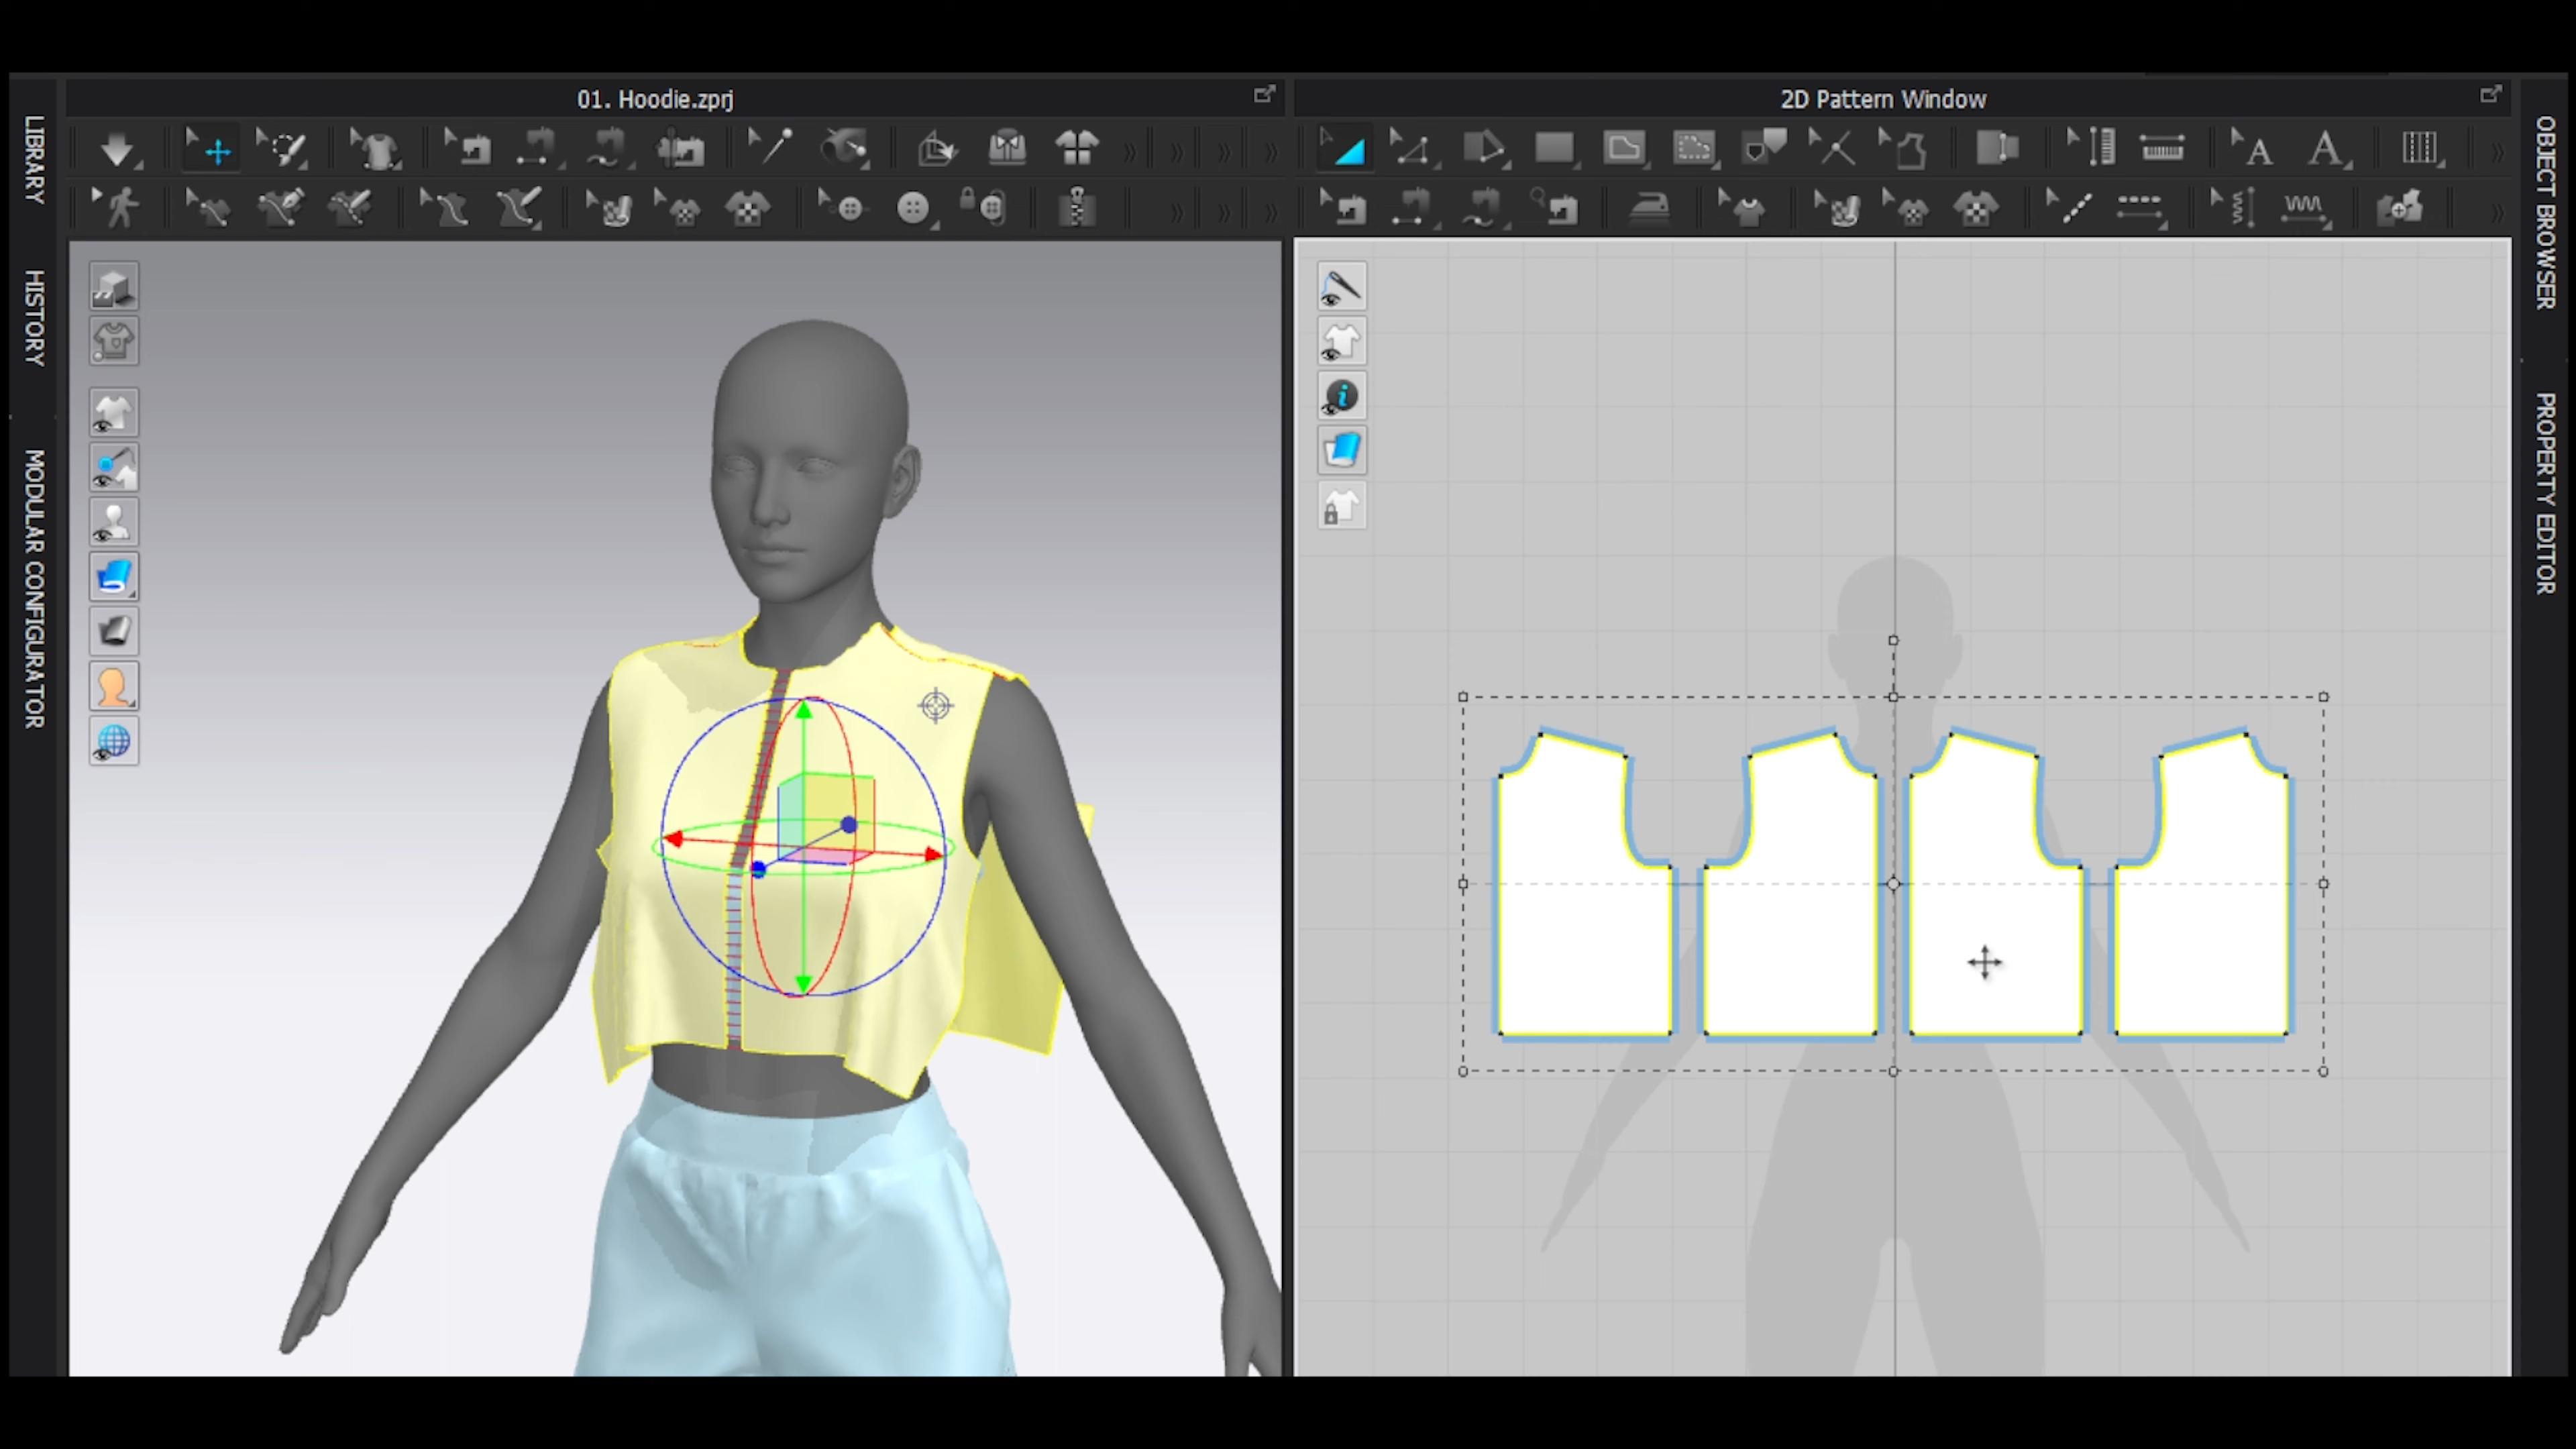 01. Hoodie.zprj
2D Pattern Window
LIBRARY
HISTORY
MODULAR CONFIGURATOR
OBJECT BROWSER
PROPERTY EDITOR